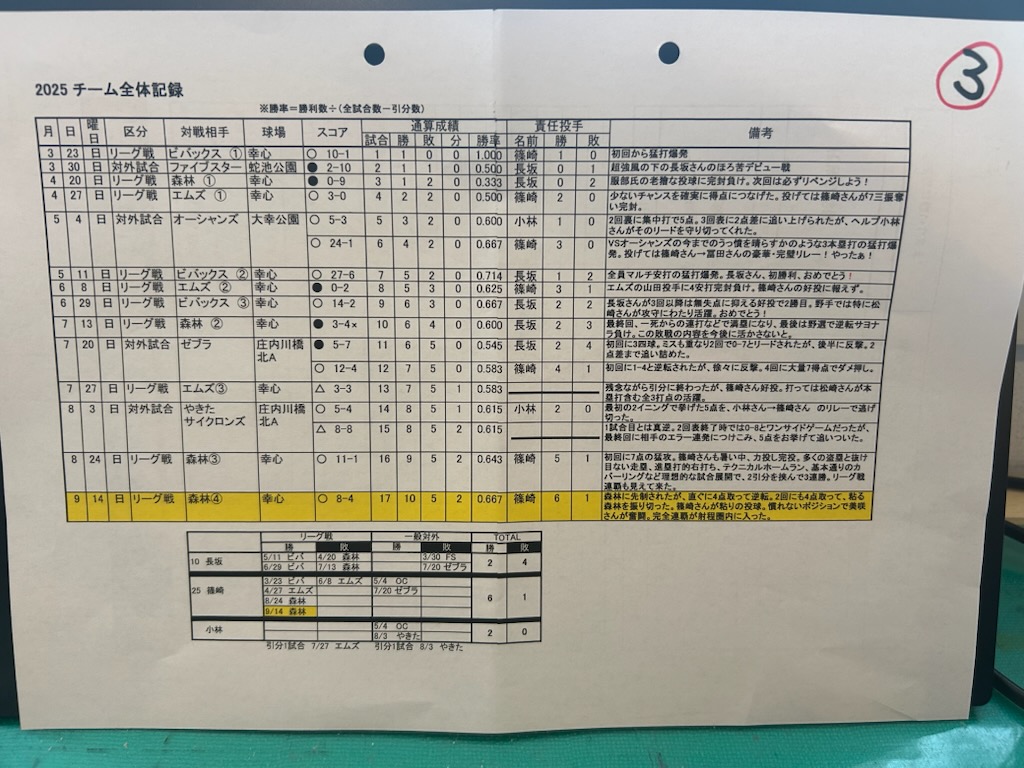 ③
2025 チーム全体記録
※勝率＝勝利数÷(全試合数－引分数)
月 日 曜日 区分 対戦相手 球場 スコア 通算成績 責任投手 備考
試合 勝 敗 分 勝率 名前 勝 敗
3 23 日 リーグ戦 ビバックス ① 幸心 ○ 10-1 1 1 0 0 1.000 篠崎 1 0 初回から猛打爆発
3 30 日 対外試合 ファイブスター 蛇池公園 ● 2-10 2 1 1 0 0.500 長坂 0 1 超強風の下の長坂さんのほろ苦デビュー戦
4 20 日 リーグ戦 森林 ① 幸心 ● 0-9 3 1 2 0 0.333 長坂 0 2 服部氏の老獪な投球に完封負け。次回は必ずリベンジしよう！
4 27 日 リーグ戦 エムズ ① 幸心 ○ 3-0 4 2 2 0 0.500 篠崎 2 0 少ないチャンスを確実に得点につなげた。投げては篠崎さんが7三振奪
い完封。
5 4 日 対外試合 オーシャンズ 大幸公園 ○ 5-3 5 3 2 0 0.600 小林 1 0 2回裏に集中打で5点。3回表に2点差に追い上げられたが、ヘルプ小林
さんがそのリードを守り切ってくれた。
○ 24-1 6 4 2 0 0.667 篠崎 3 0 VSオーシャンズの今までのうっ憤を晴らすかのような3本塁打の猛打爆
発。投げては篠崎さん→冨田さんの豪華・完璧リレー！やったぁ！
5 11 日 リーグ戦 ビバックス ② 幸心 ○ 27-6 7 5 2 0 0.714 長坂 1 2 全員マルチ安打の猛打爆発。長坂さん、初勝利、おめでとう！
6 8 日 リーグ戦 エムズ ② 幸心 ● 0-2 8 5 3 0 0.625 篠崎 3 1 エムズの山田投手に4安打完封負け。篠崎さんの好投に報えず。
6 29 日 リーグ戦 ビバックス ③ 幸心 ○ 14-2 9 6 3 0 0.667 長坂 2 2 長坂さんが3回以降は無失点に抑える好投で2勝目。野手では特に松
崎さんが攻守にわたり活躍。おめでとう！
7 13 日 リーグ戦 森林 ② 幸心 ● 3-4× 10 6 4 0 0.600 長坂 2 3 最終回、一死からの連打などで満塁になり、最後は野選で逆転サヨナ
ラ負け。この敗戦の内容を今後に活かさないと。
7 20 日 対外試合 ゼブラ 庄内川橋北A ● 5-7 11 6 5 0 0.545 長坂 2 4 初回に3四球。ミスも重なり2回で0-7とリードされたが、後半に反撃。2
点差まで追い詰めた。
○ 12-4 12 7 5 0 0.583 篠崎 4 1 初回に1-4と逆転されたが、徐々に反撃。4回に大量7得点でダメ押し。
7 27 日 リーグ戦 エムズ③ 幸心 △ 3-3 13 7 5 1 0.583 残念ながら引分に終わったが、篠崎さん好投。打っては松崎さんが本
塁打含む全3打点の活躍。
8 3 日 対外試合 やきたサイクロンズ 庄内川橋北A ○ 5-4 14 8 5 1 0.615 小林 2 0 最初の2イニングで挙げた5点を、小林さん→篠崎さん のリレーで逃げ
切った。
△ 8-8 15 8 5 2 0.615 1試合目とは真逆。2回表終了時では0-8とワンサイドゲームだったが、
最終回に相手のエラー連発につけこみ、5点をお挙げて追いついた。
8 24 日 リーグ戦 森林③ 幸心 ○ 11-1 16 9 5 2 0.643 篠崎 5 1 初回に7点の猛攻。篠崎さんも暑い中、力投し完投。多くの盗塁と抜け
目ない走塁、進塁打的右打ち、テクニカルホームラン、基本通りのカ
バーリングなど理想的な試合展開で、2引分を挟んで3連勝。リーグ戦
連覇も見えて来た。
9 14 日 リーグ戦 森林④ 幸心 ○ 8-4 17 10 5 2 0.667 篠崎 6 1 森林に先制されたが、直ぐに4点取って逆転。2回にも4点取って、粘る
森林を振り切った。篠崎さんが粘りの投球。慣れないポジションで美咲
さんが奮闘。完全連覇が射程圏内に入った。
リーグ戦 一般対外 TOTAL
勝 敗 勝 敗 勝 敗
10 長坂 5/11 ビバ 4/20 森林 3/30 FS 2 4
6/29 ビバ 7/13 森林 7/20 ゼブラ
25 篠崎 3/23 ビバ 6/8 エムズ 5/4 OC 6 1
4/27 エムズ 7/20 ゼブラ
8/24 森林
9/14 森林
小林 5/4 OC 2 0
8/3 やきた
引分1試合 7/27 エムズ 引分1試合 8/3 やきた